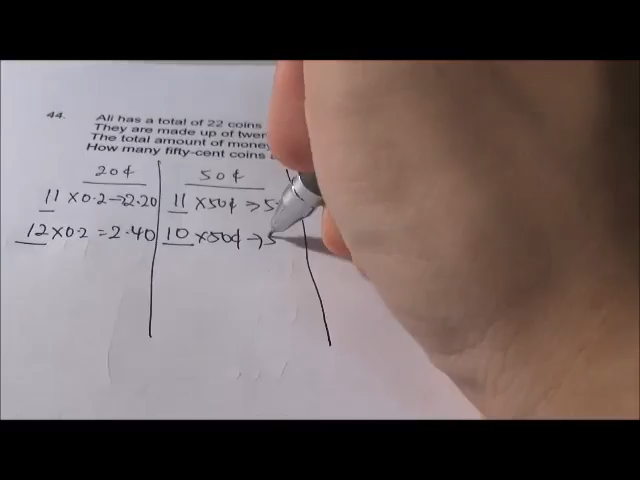 44.
Ali has a total of 22 coins
They are made up of twen
The total amount of money
How many fifty-cent coins
20¢ 50¢
11 × 0.2 → 2.20 11 × 50¢ → 5.
12 × 0.2 = 2.40 10 × 50¢ → 5